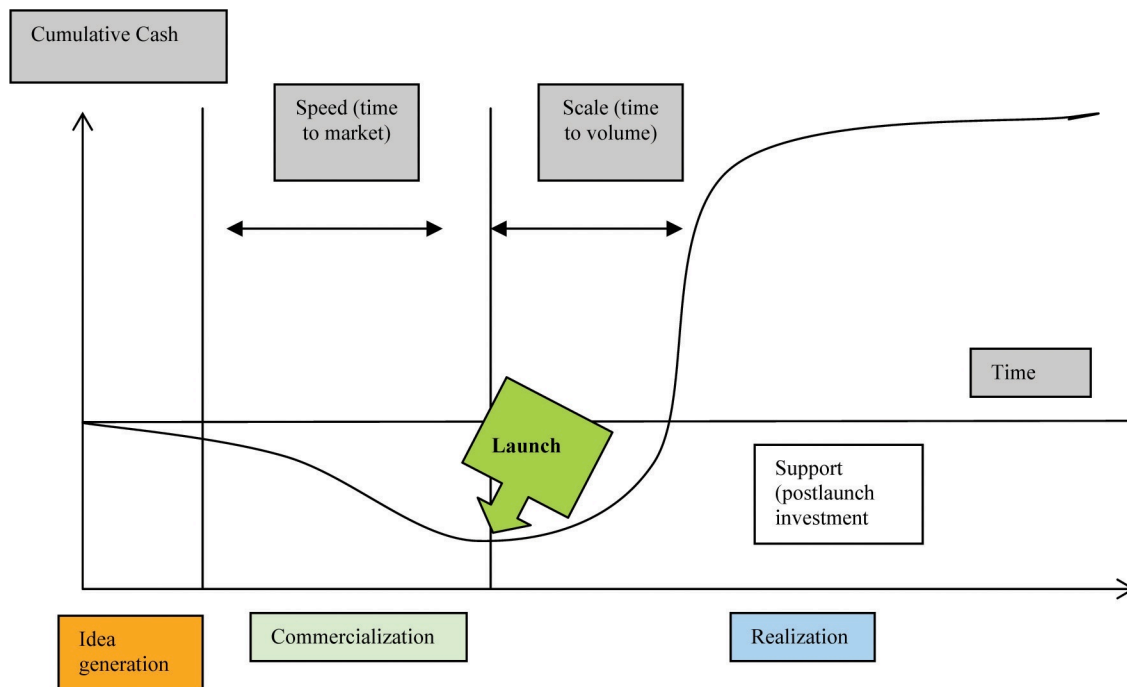 Cumulative Cash
Speed (time
to market)
Scale (time
to volume)
Time
Launch
Support
(postlaunch
investment
Idea
generation
Commercialization
Realization